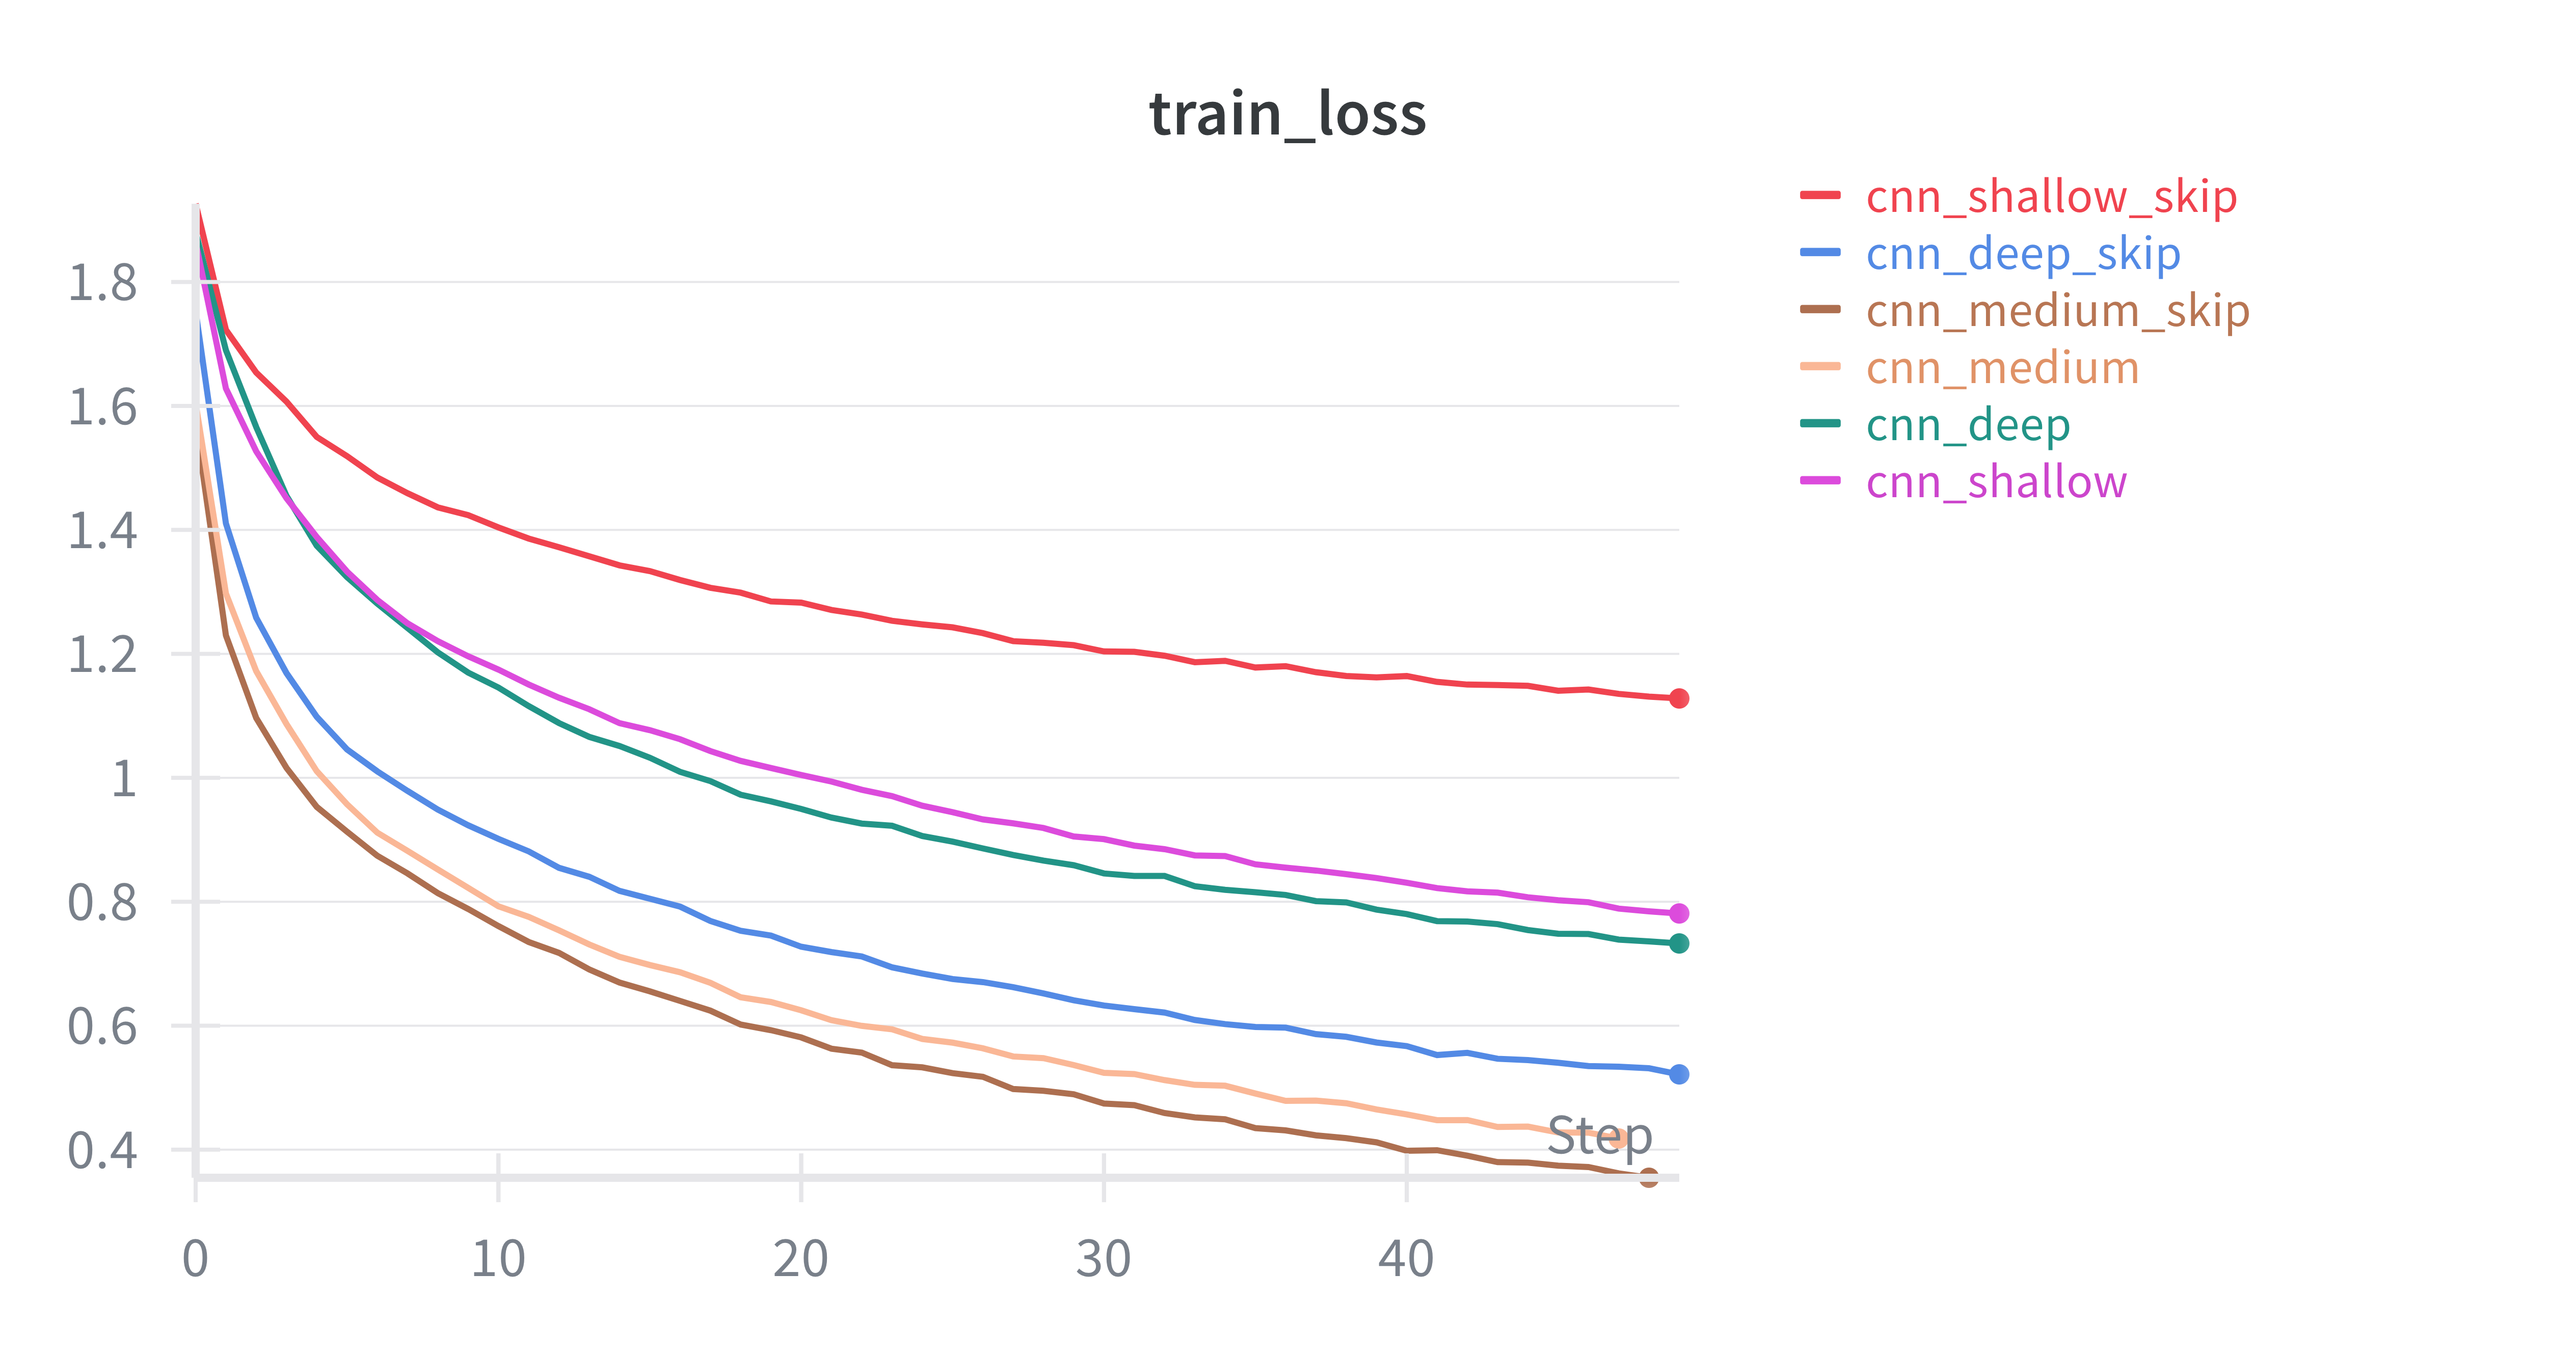 train_loss
cnn_shallow_skip
cnn_deep_skip
cnn_medium_skip
cnn_medium
cnn_deep
cnn_shallow
1.8
1.6
1.4
1.2
1
0.8
0.6
0.4
Step
0 10 20 30 40